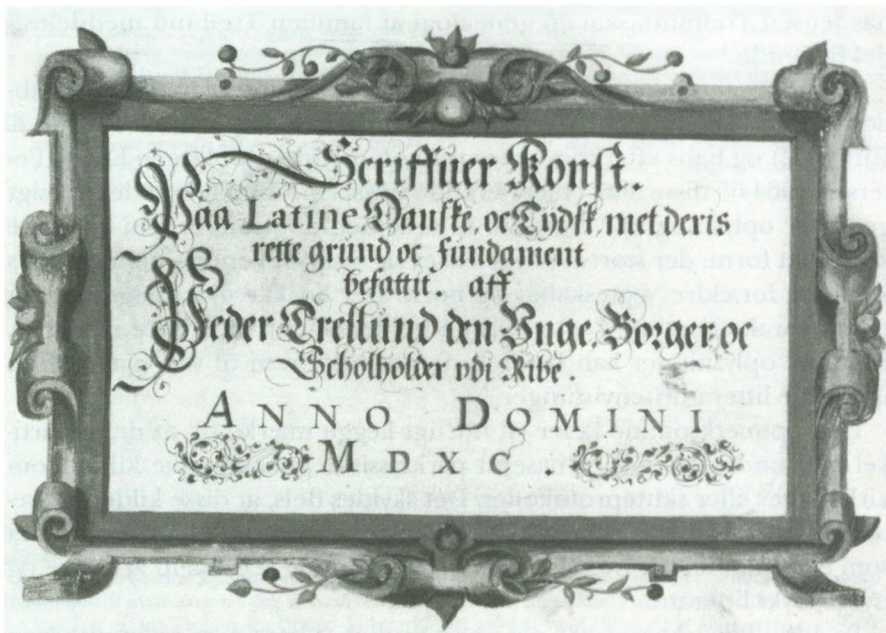 Scriffuer Konst.
Paa Latine Danske, oc Tydsk, met deris
rette grund oc fundament
befattit aff
Peder Trellund den Unge, Borger, oc
Scholholder udi Ribe
ANNO DOMINI
MDXC